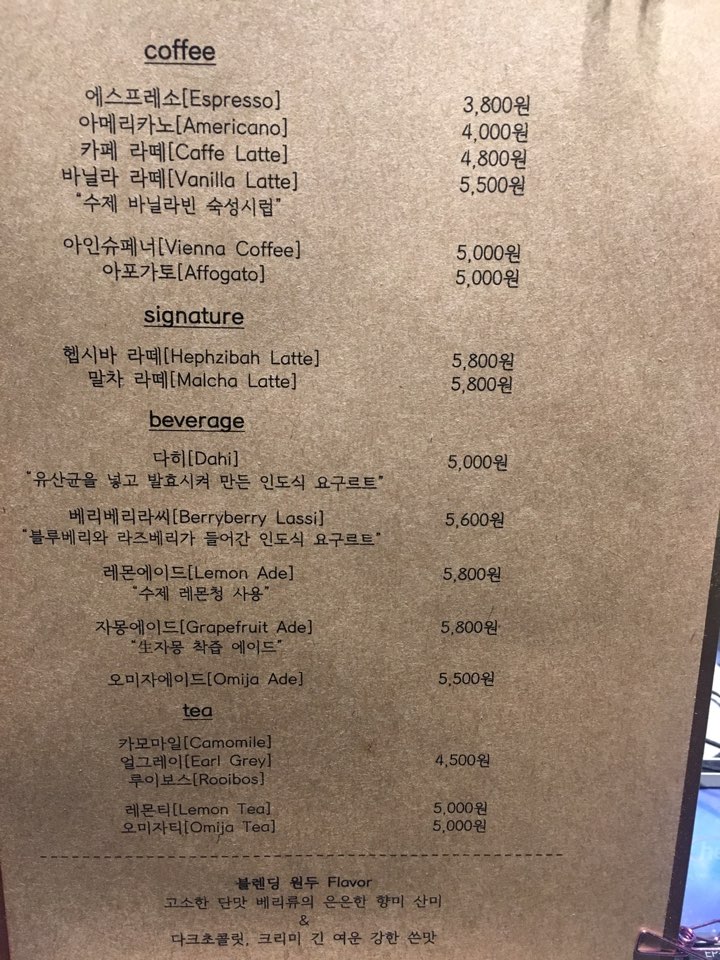 coffee
에스프레소[Espresso] 3,800원
아메리카노[Americano] 4,000원
카페 라떼[Caffe Latte] 4,800원
바닐라 라떼[Vanilla Latte] 5,500원
"수제 바닐라빈 숙성시럽"
아인슈페너[Vienna Coffee] 5,000원
아포가토[Affogato] 5,000원
signature
헵시바 라떼[Hephzibah Latte] 5,800원
말차 라떼[Malcha Latte] 5,800원
beverage
다히[Dahi] 5,000원
"유산균을 넣고 발효시켜 만든 인도식 요구르트"
베리베리라씨[Berryberry Lassi] 5,600원
"블루베리와 라즈베리가 들어간 인도식 요구르트"
레몬에이드[Lemon Ade] 5,800원
"수제 레몬청 사용"
자몽에이드[Grapefruit Ade] 5,800원
"生자몽 착즙 에이드"
오미자에이드[Omija Ade] 5,500원
tea
카모마일[Camomile]
얼그레이[Earl Grey] 4,500원
루이보스[Rooibos]
레몬티[Lemon Tea] 5,000원
오미자티[Omija Tea] 5,000원
블렌딩 원두 Flavor
고소한 단맛 베리류의 은은한 향미 산미
&
다크초콜릿, 크리미 긴 여운 강한 쓴맛